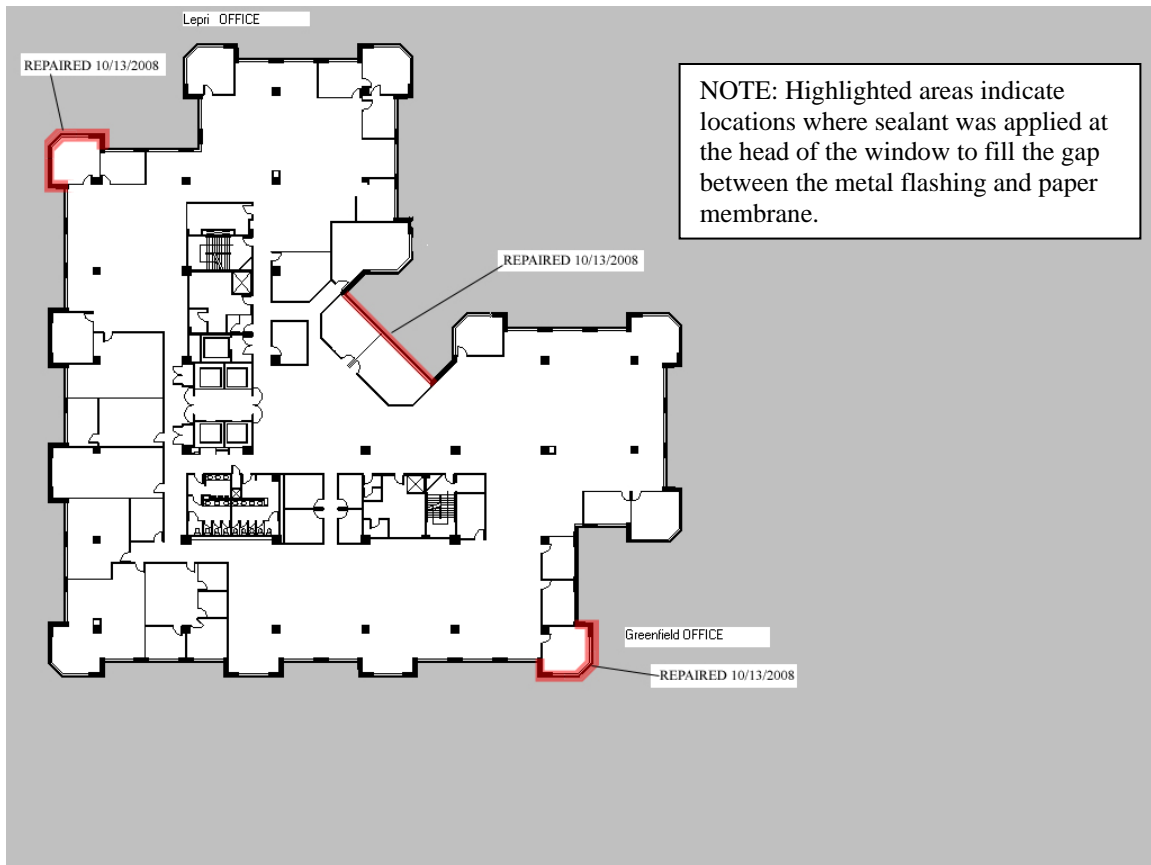 Lepri OFFICE
REPAIRED 10/13/2008
NOTE: Highlighted areas indicate
locations where sealant was applied at
the head of the window to fill the gap
between the metal flashing and paper
membrane.
REPAIRED 10/13/2008
Greenfield OFFICE
REPAIRED 10/13/2008